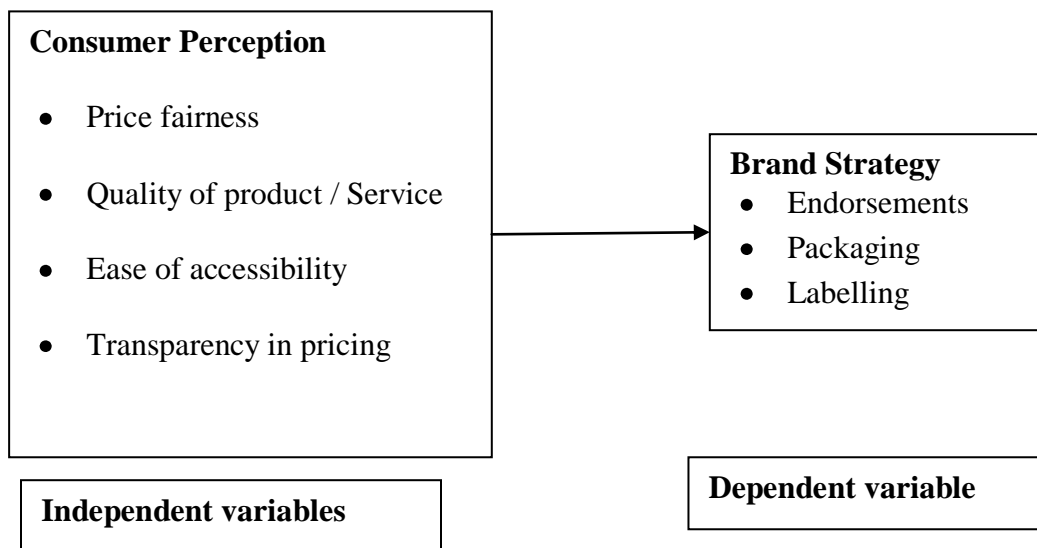 Consumer Perception
● Price fairness
● Quality of product / Service
● Ease of accessibility
● Transparency in pricing
Brand Strategy
● Endorsements
● Packaging
● Labelling
Independent variables
Dependent variable